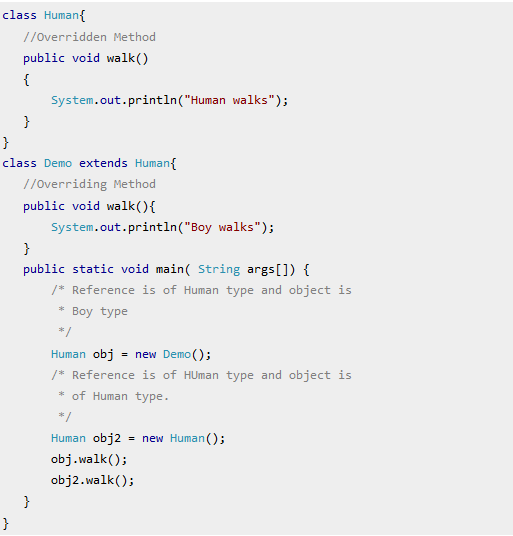 class Human{
   //Overridden Method
   public void walk()
   {
       System.out.println("Human walks");
   }
}
class Demo extends Human{
   //Overriding Method
   public void walk(){
       System.out.println("Boy walks");
   }
   public static void main( String args[]) {
       /* Reference is of Human type and object is
        * Boy type
        */
       Human obj = new Demo();
       /* Reference is of HUman type and object is
        * of Human type.
        */
       Human obj2 = new Human();
       obj.walk();
       obj2.walk();
   }
}